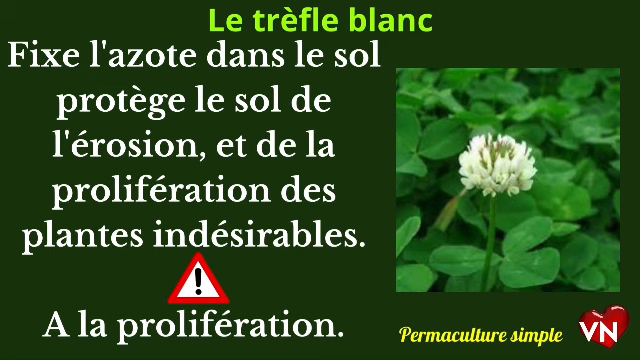 Le trèfle blanc
Fixe l'azote dans le sol
protège le sol de
l'érosion, et de la
prolifération des
plantes indésirables.
!
A la prolifération.
Permaculture simple
VN